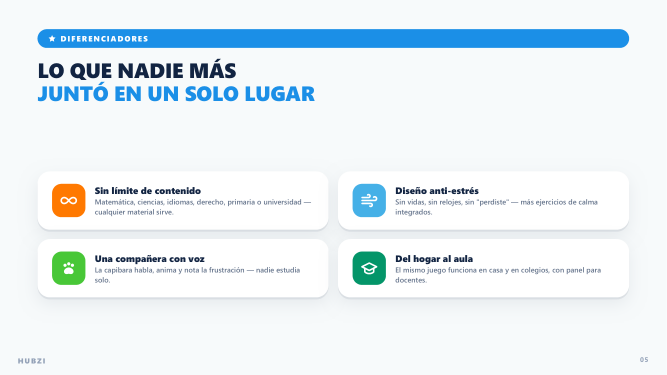 DIFERENCIADORES
LO QUE NADIE MÁS
JUNTÓ EN UN SOLO LUGAR
Sin límite de contenido
Matemática, ciencias, idiomas, derecho, primaria o universidad —
cualquier material sirve.
Diseño anti-estrés
Sin vidas, sin relojes, sin "perdiste" — más ejercicios de calma
integrados.
Una compañera con voz
La capibara habla, anima y nota la frustración — nadie estudia
solo.
Del hogar al aula
El mismo juego funciona en casa y en colegios, con panel para
docentes.
HUBZI
05